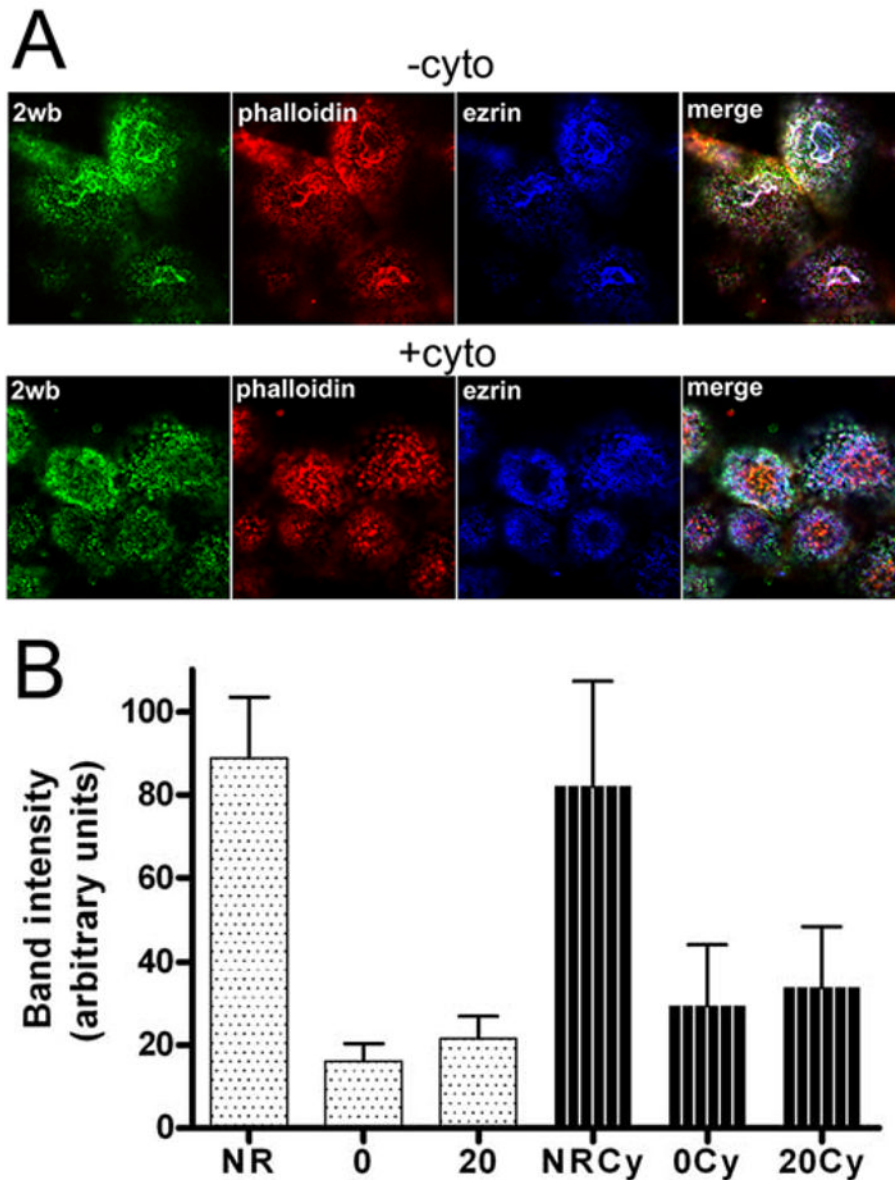 A
-cyto
2wb phalloidin ezrin merge
+cyto
2wb phalloidin ezrin merge
B
Band intensity
(arbitrary units)
100
80
60
40
20
0
NR 0 20 NRCy 0Cy 20Cy